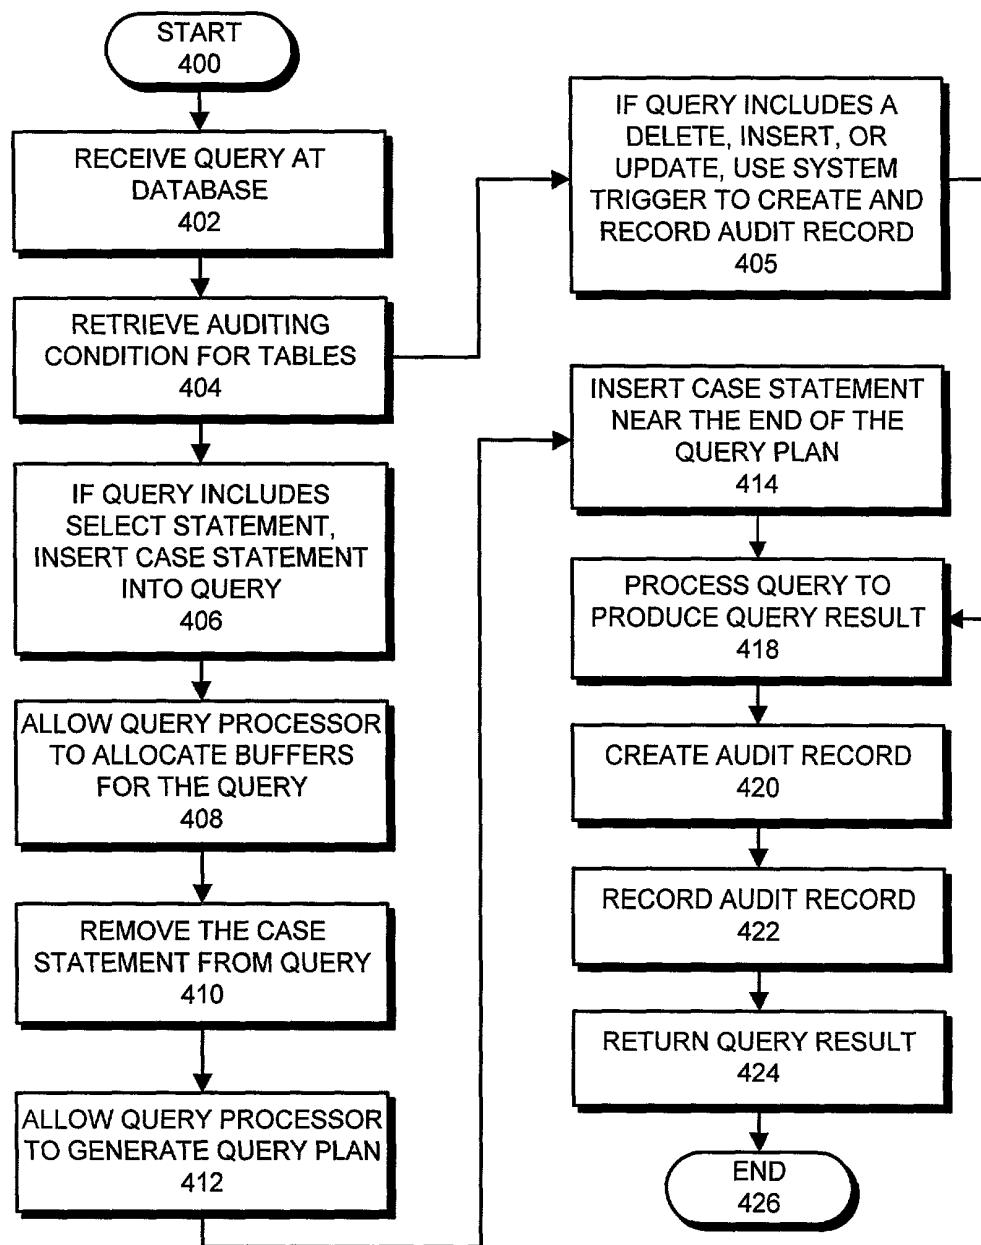 START
400
RECEIVE QUERY AT
DATABASE
402
RETRIEVE AUDITING
CONDITION FOR TABLES
404
IF QUERY INCLUDES A
DELETE, INSERT, OR
UPDATE, USE SYSTEM
TRIGGER TO CREATE AND
RECORD AUDIT RECORD
405
IF QUERY INCLUDES
SELECT STATEMENT,
INSERT CASE STATEMENT
INTO QUERY
406
ALLOW QUERY PROCESSOR
TO ALLOCATE BUFFERS
FOR THE QUERY
408
REMOVE THE CASE
STATEMENT FROM QUERY
410
ALLOW QUERY PROCESSOR
TO GENERATE QUERY PLAN
412
INSERT CASE STATEMENT
NEAR THE END OF THE
QUERY PLAN
414
PROCESS QUERY TO
PRODUCE QUERY RESULT
418
CREATE AUDIT RECORD
420
RECORD AUDIT RECORD
422
RETURN QUERY RESULT
424
END
426